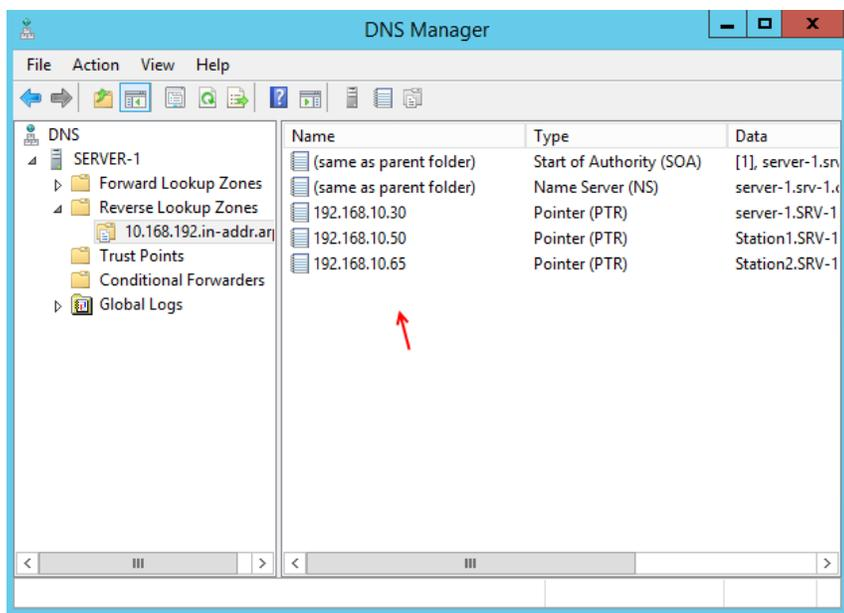 DNS Manager
File Action View Help
DNS
SERVER-1
Forward Lookup Zones
Reverse Lookup Zones
10.168.192.in-addr.ar
Trust Points
Conditional Forwarders
Global Logs
Name Type Data
(same as parent folder) Start of Authority (SOA) [1], server-1.srv
(same as parent folder) Name Server (NS) server-1.srv-1.
192.168.10.30 Pointer (PTR) server-1.SRV-1
192.168.10.50 Pointer (PTR) Station1.SRV-1
192.168.10.65 Pointer (PTR) Station2.SRV-1